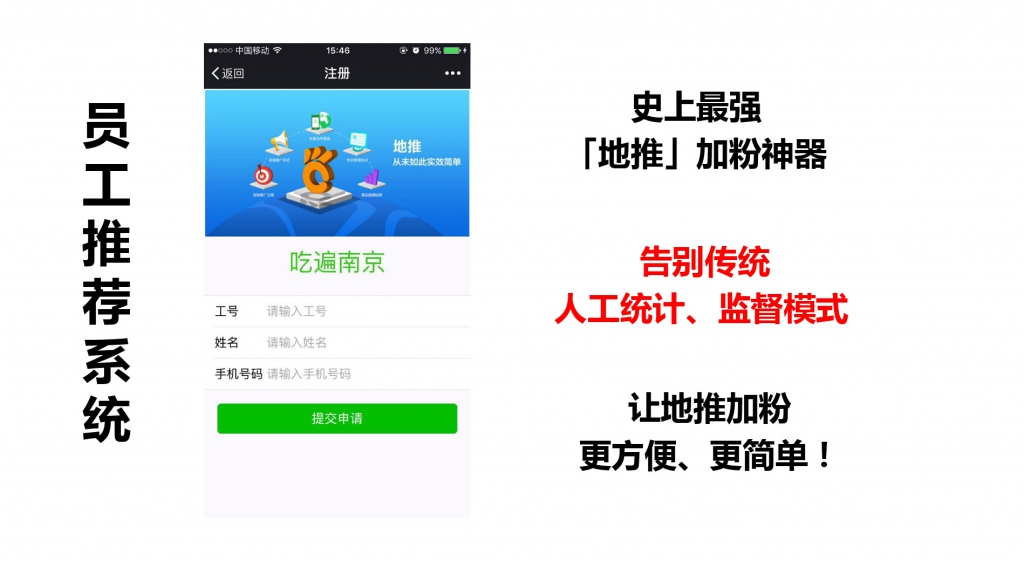 员工推荐系统
中国移动 15:46 99%
返回 注册
地推
从未如此实效简单
吃遍南京
工号 请输入工号
姓名 请输入姓名
手机号码 请输入手机号码
提交申请
史上最强
「地推」加粉神器
告别传统
人工统计、监督模式
让地推加粉
更方便、更简单！